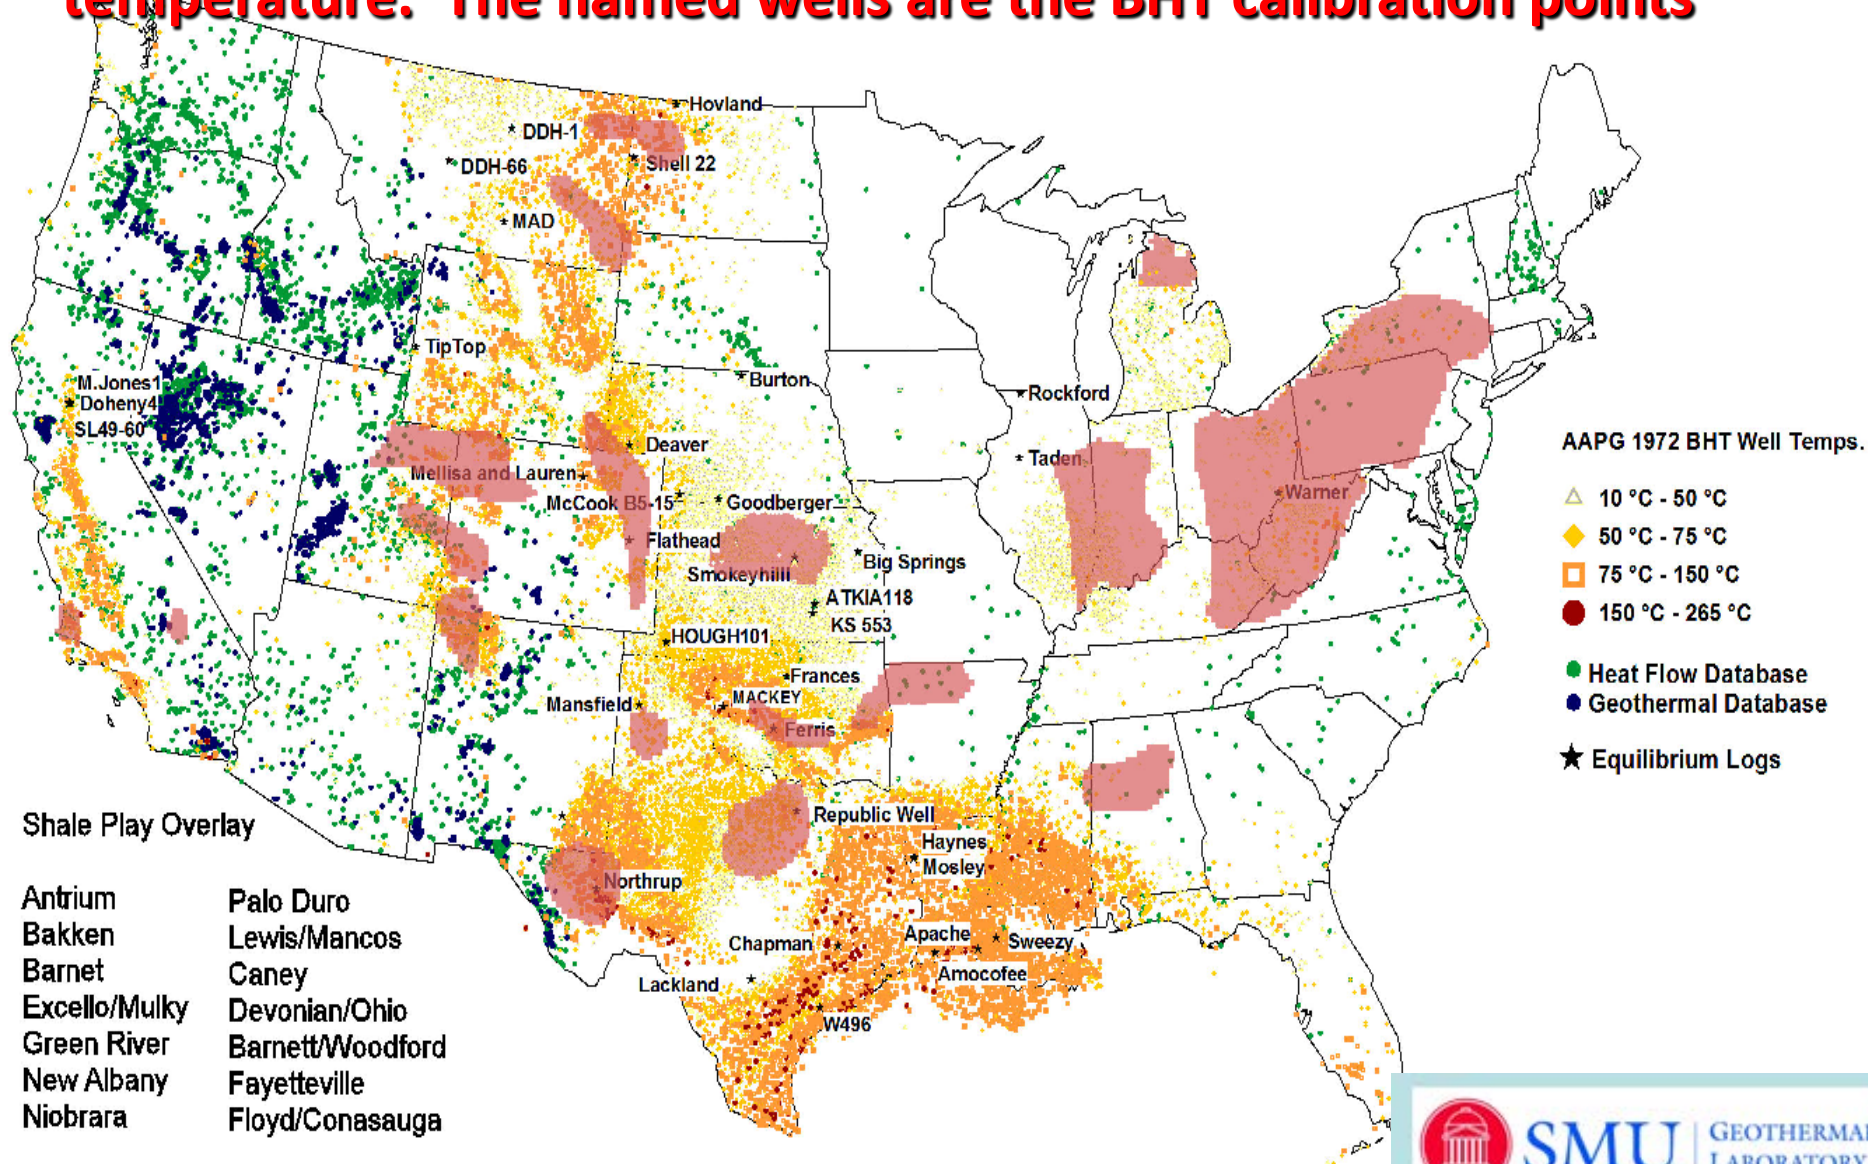 temperature. The named wells are the BHT calibration points
Hovland
DDH-1
DDH-66
Shell 22
MAD
TipTop
Burton
M.Jones1
Doheny4
SL49-60
Rockford
Deaver
Taden
Mellisa and Lauren
McCook B5-15
Goodberger
Warner
Flathead
Big Springs
Smokeyhilll
ATKIA118
KS 553
HOUGH101
Frances
MACKEY
Mansfield
Ferris
Republic Well
Haynes
Mosley
Northrup
Chapman
Apache
Sweezy
Amocofee
Lackland
W496
AAPG 1972 BHT Well Temps.
10 °C - 50 °C
50 °C - 75 °C
75 °C - 150 °C
150 °C - 265 °C
Heat Flow Database
Geothermal Database
Equilibrium Logs
Shale Play Overlay
Antrium
Bakken
Barnet
Excello/Mulky
Green River
New Albany
Niobrara
Palo Duro
Lewis/Mancos
Caney
Devonian/Ohio
Barnett/Woodford
Fayetteville
Floyd/Conasauga
SMU
GEOTHERMAL
LABORATORY